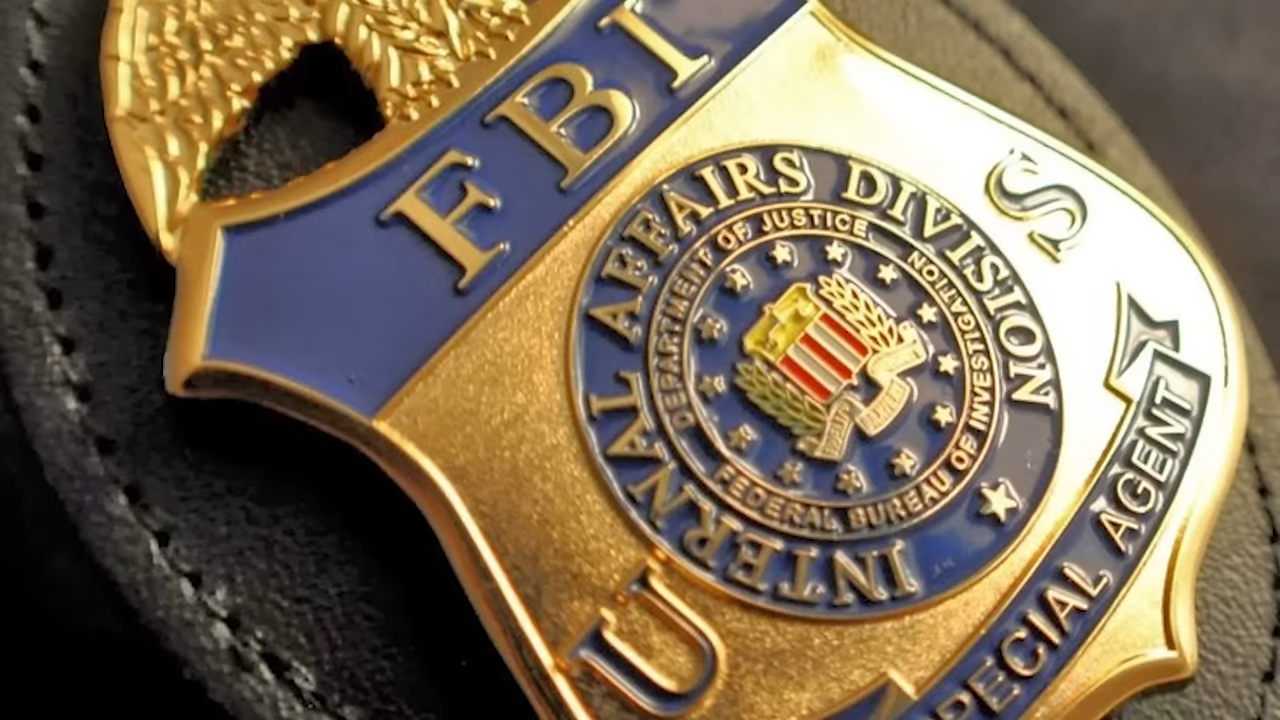 FBI
INTERNAL AFFAIRS DIVISION
DEPARTMENT OF JUSTICE
FEDERAL BUREAU OF INVESTIGATION
U S
SPECIAL AGENT